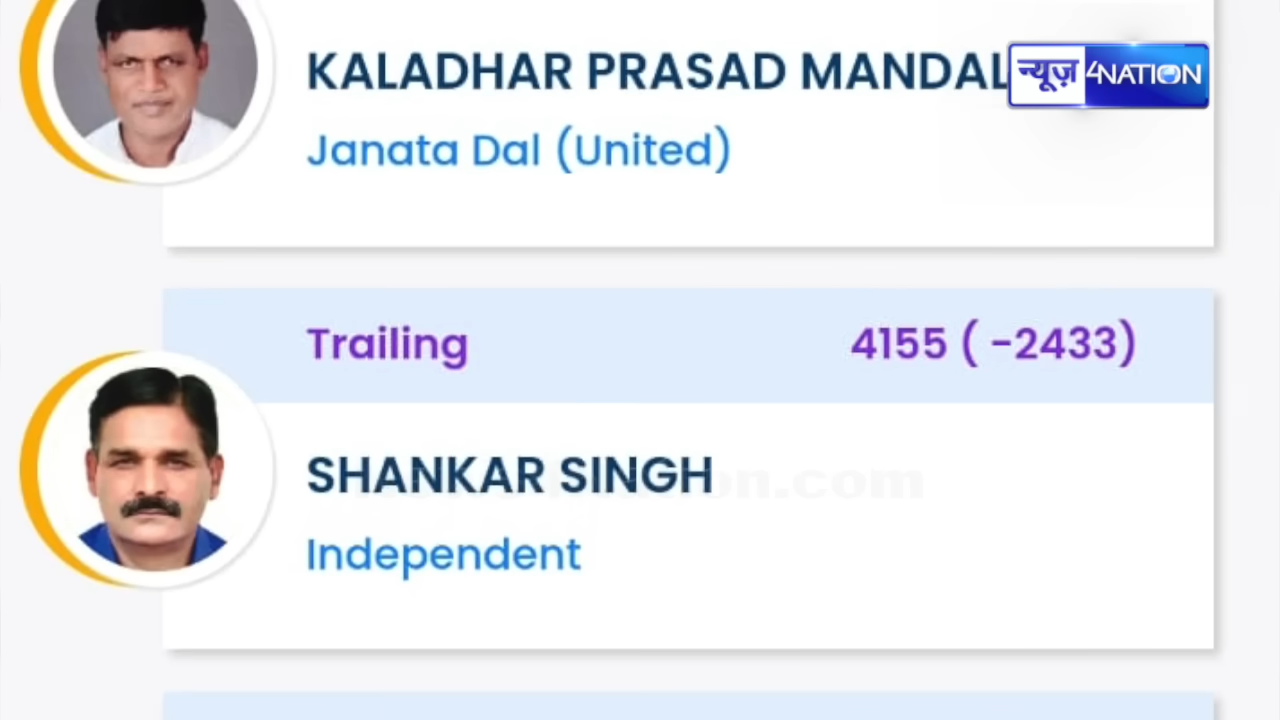 KALADHAR PRASAD MANDAL
न्यूज़ 4NATION
Janata Dal (United)
Trailing 4155 ( -2433)
SHANKAR SINGH
Independent